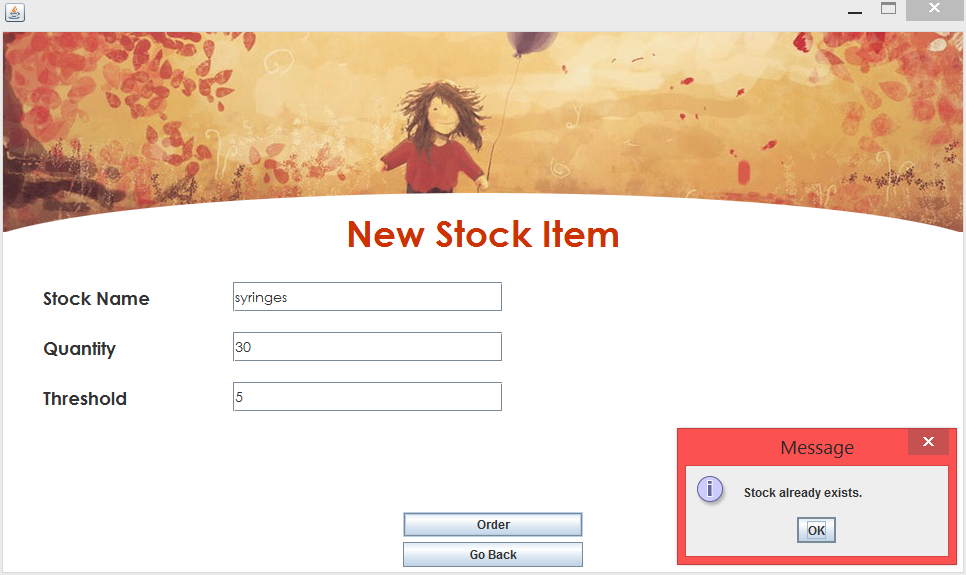 New Stock Item
Stock Name
syringes
Quantity
30
Threshold
5
Message
Stock already exists.
OK
Order
Go Back